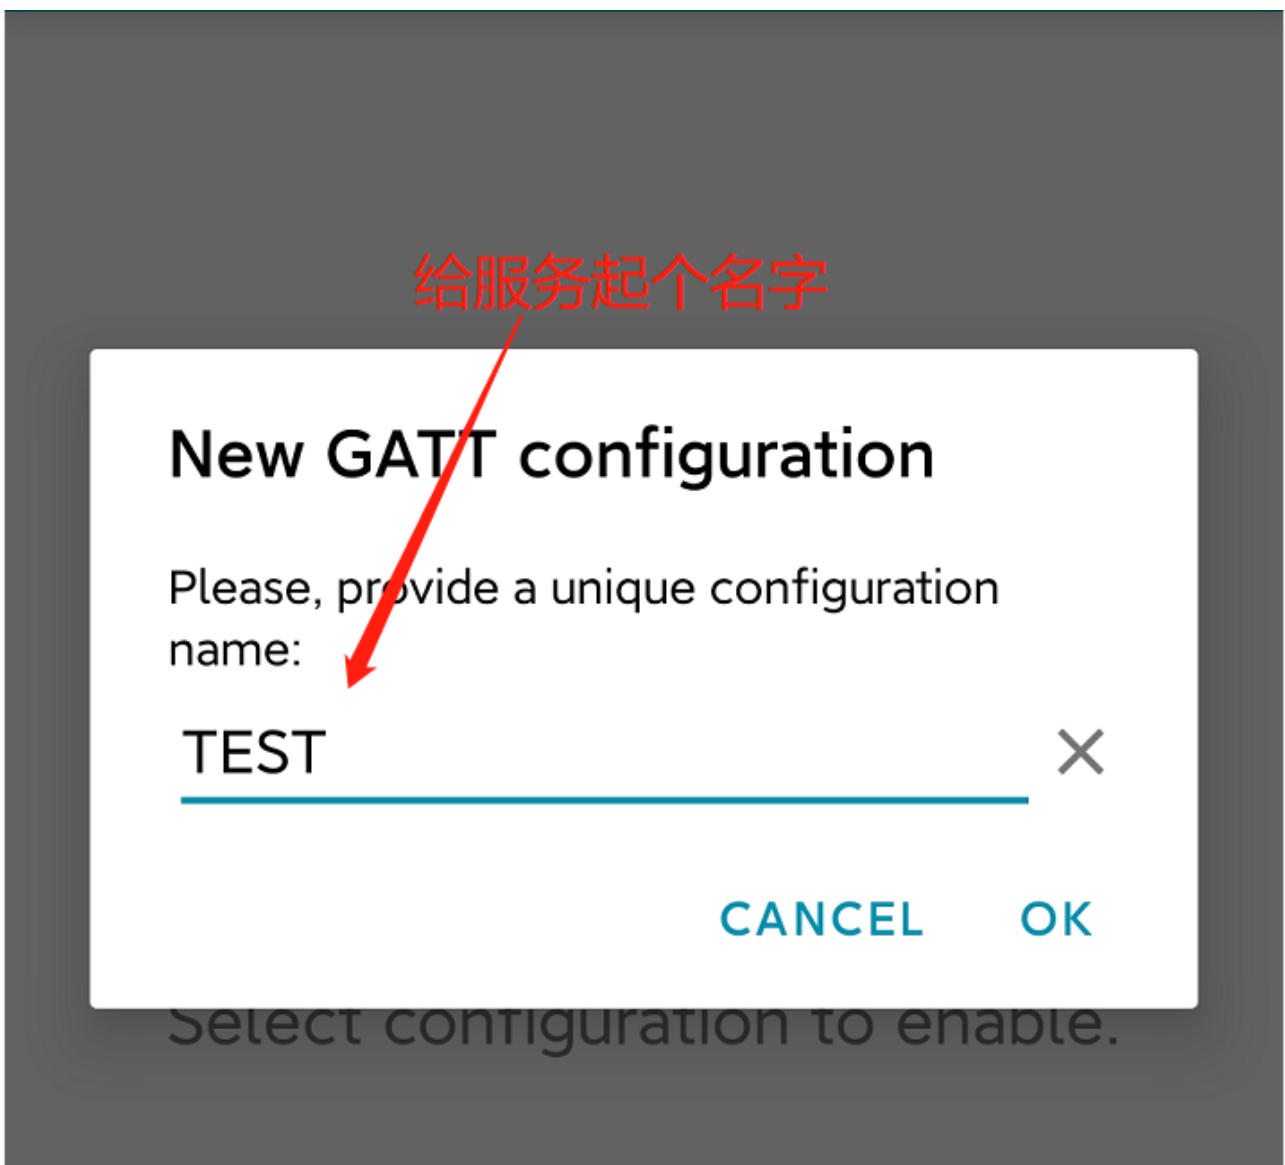 给服务起个名字
New GATT configuration
Please, provide a unique configuration
name:
TEST
CANCEL OK
Select configuration to enable.